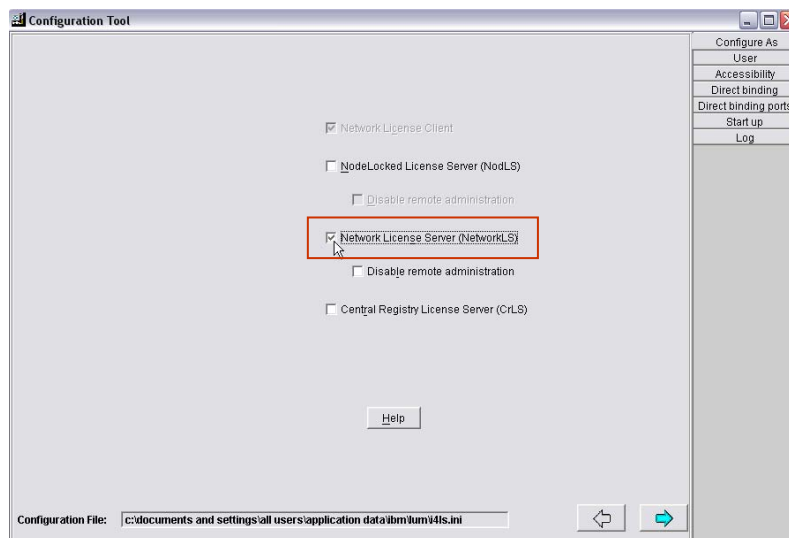 Configuration Tool
Configure As
User
Accessibility
Direct binding
Direct binding ports
Start up
Log
Network License Client
NodeLocked License Server (NodLS)
Disable remote administration
Network License Server (NetworkLS)
Disable remote administration
Central Registry License Server (CrLS)
Help
Configuration File: c:\documents and settings\all users\application data\ibm\lum\i4ls.ini